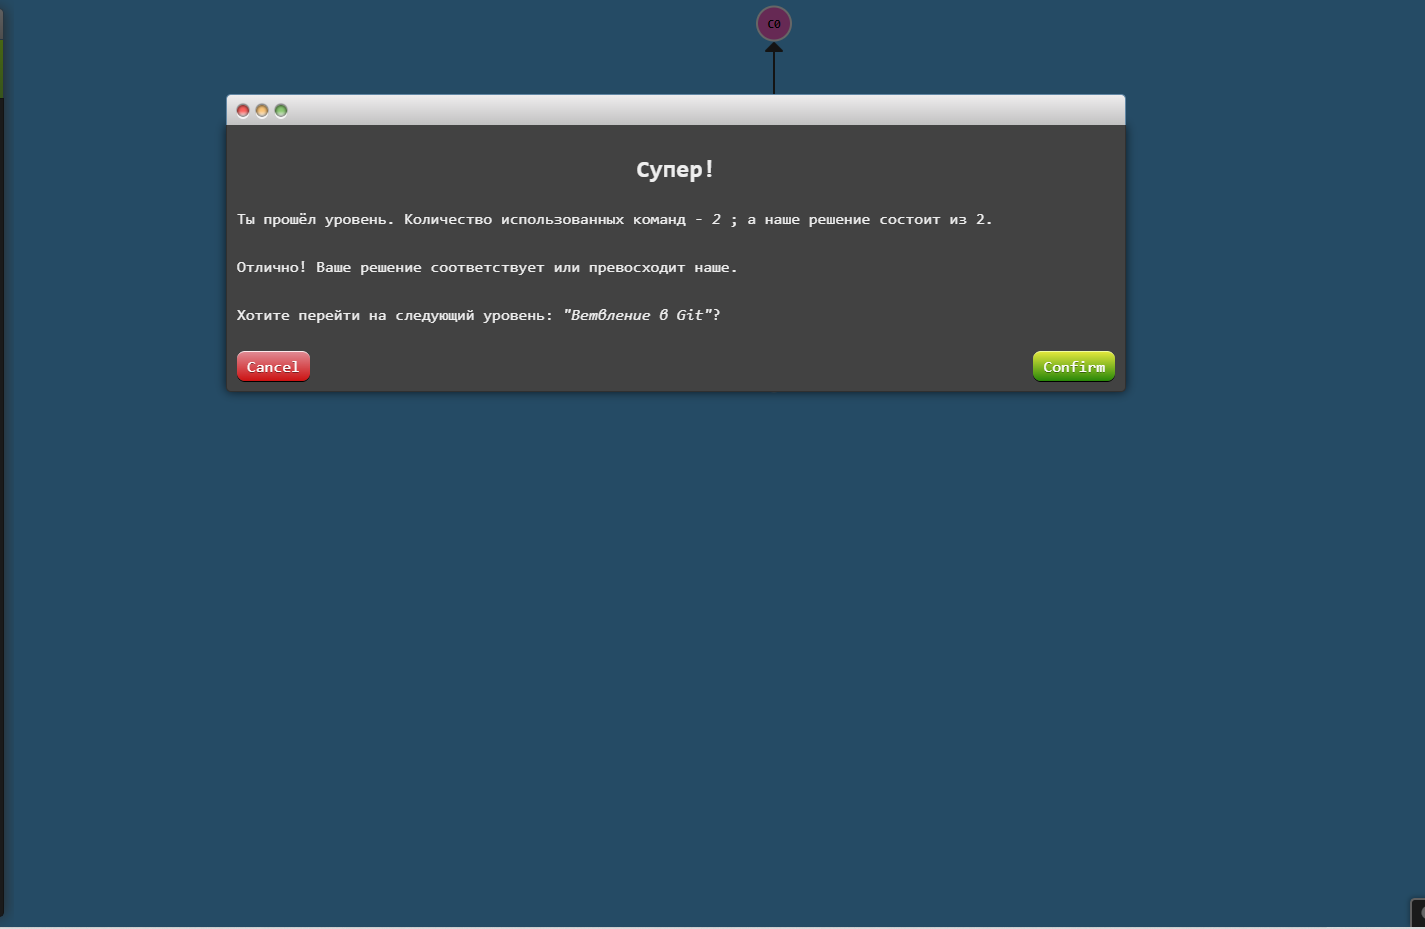 C0
Супер!
Ты прошёл уровень. Количество использованных команд - 2 ; а наше решение состоит из 2.
Отлично! Ваше решение соответствует или превосходит наше.
Хотите перейти на следующий уровень: "Ветвление в Git"?
Cancel
Confirm